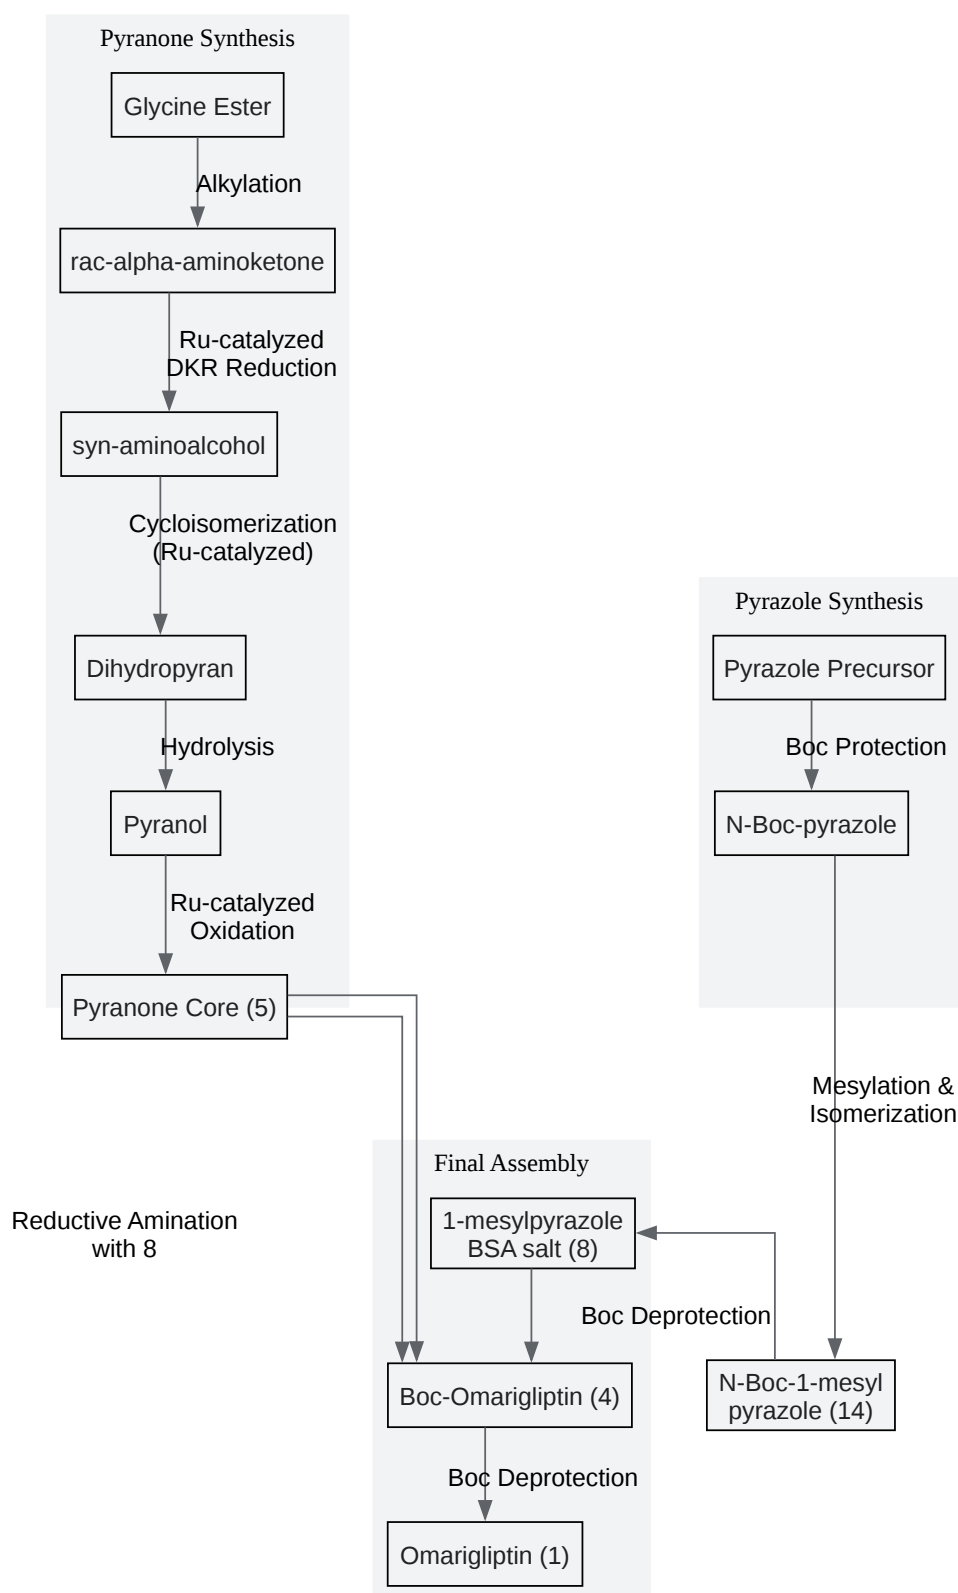 Pyranone Synthesis
Glycine Ester
Alkylation
rac-alpha-aminoketone
Ru-catalyzed
DKR Reduction
syn-aminoalcohol
Cycloisomerization
(Ru-catalyzed)
Dihydropyran
Hydrolysis
Pyranol
Ru-catalyzed
Oxidation
Pyranone Core (5)
Pyrazole Synthesis
Pyrazole Precursor
Boc Protection
N-Boc-pyrazole
Mesylation &
Isomerization
Reductive Amination
with 8
Final Assembly
1-mesylpyrazole
BSA salt (8)
Boc Deprotection
N-Boc-1-mesyl
pyrazole (14)
Boc-Omarigliptin (4)
Boc Deprotection
Omarigliptin (1)